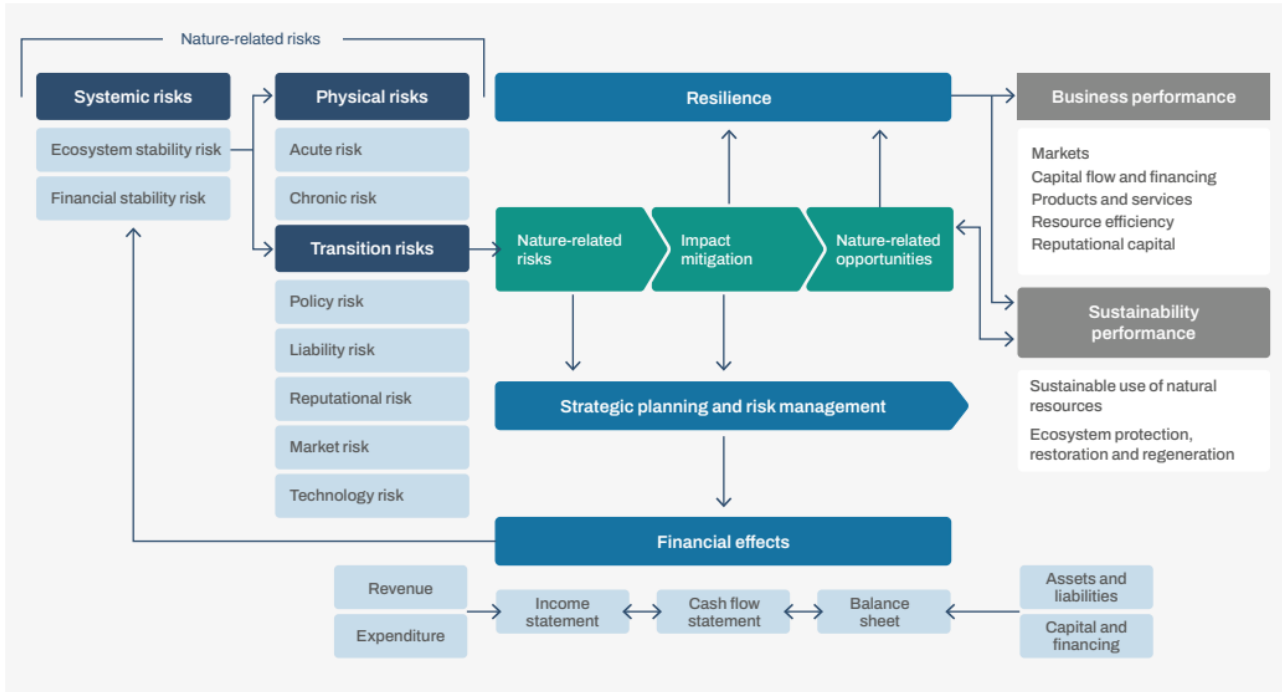 Nature-related risks
Systemic risks
Ecosystem stability risk
Financial stability risk
Physical risks
Acute risk
Chronic risk
Transition risks
Policy risk
Liability risk
Reputational risk
Market risk
Technology risk
Resilience
Nature-related
risks
Impact
mitigation
Nature-related
opportunities
Strategic planning and risk management
Financial effects
Business performance
Markets
Capital flow and financing
Products and services
Resource efficiency
Reputational capital
Sustainability
performance
Sustainable use of natural
resources
Ecosystem protection,
restoration and regeneration
Revenue
Expenditure
Income
statement
Cash flow
statement
Balance
sheet
Assets and
liabilities
Capital and
financing